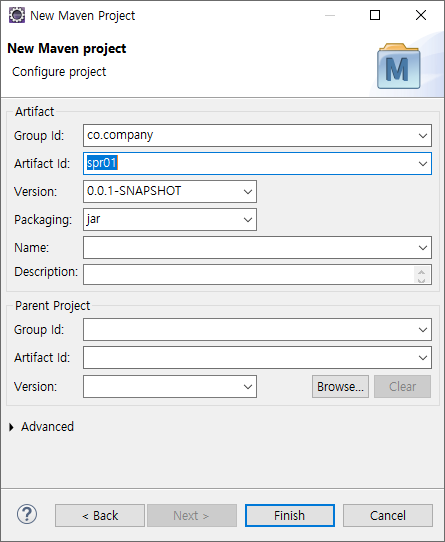 New Maven Project
New Maven project
Configure project
M
Artifact
Group Id: co.company
Artifact Id: spr01
Version: 0.0.1-SNAPSHOT
Packaging: jar
Name:
Description:
Parent Project
Group Id:
Artifact Id:
Version: Browse... Clear
Advanced
? < Back Next > Finish Cancel